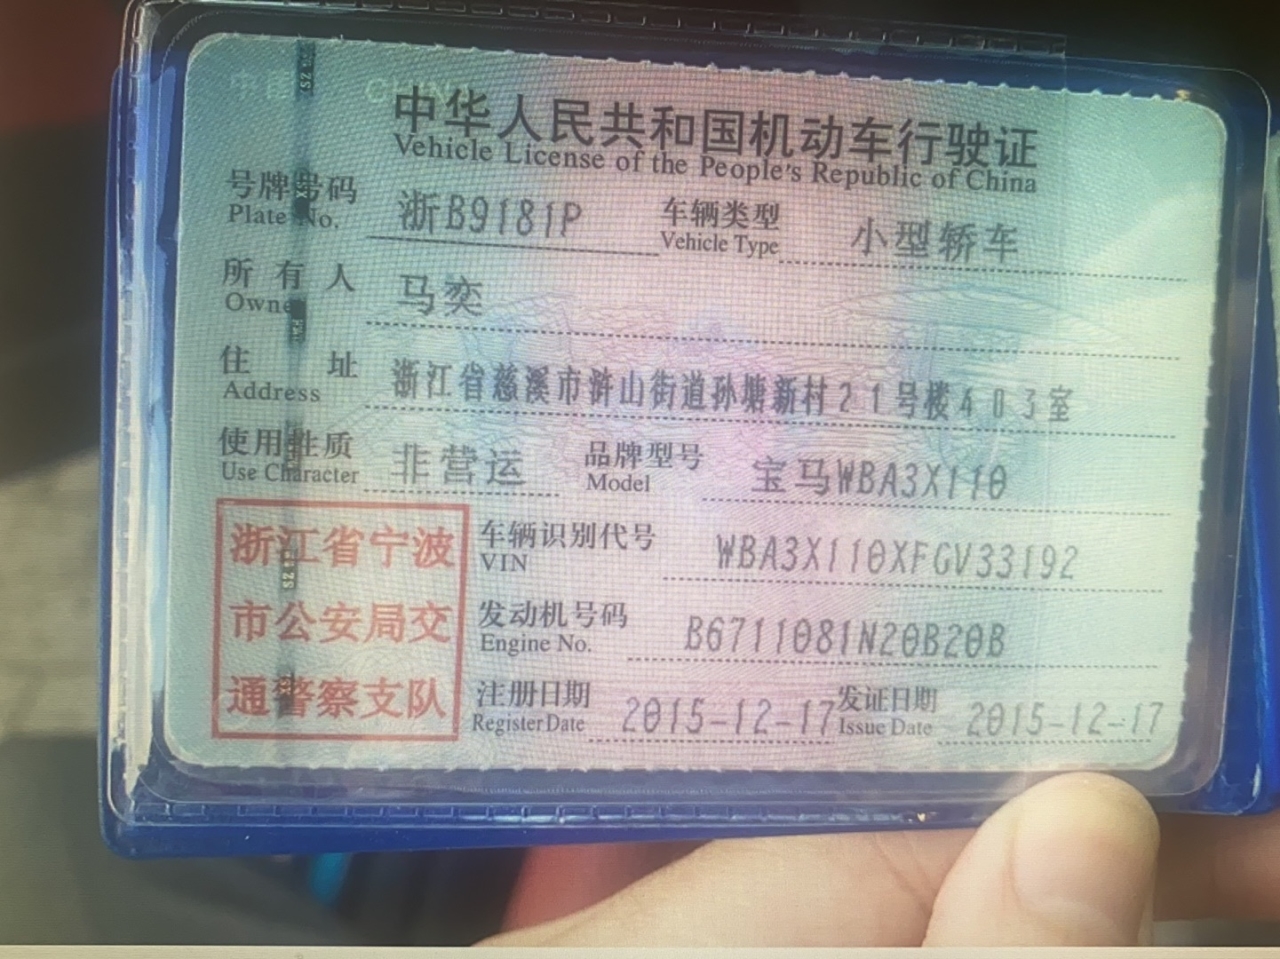 中华人民共和国机动车行驶证
Vehicle License of the People's Republic of China
号牌号码 浙B9181P 车辆类型 小型轿车
Plate No. Vehicle Type
所有人 马奕
Owner
住址 浙江省慈溪市浒山街道孙塘新村21号楼403室
Address
使用性质 非营运 品牌型号 宝马WBA3X110
Use Character Model
浙江省宁波 车辆识别代号 WBA3X110XFGV33192
VIN
市公安局交 发动机号码 B6711081N20B20B
Engine No.
通警察支队 注册日期 2015-12-17 发证日期 2015-12-17
Register Date Issue Date